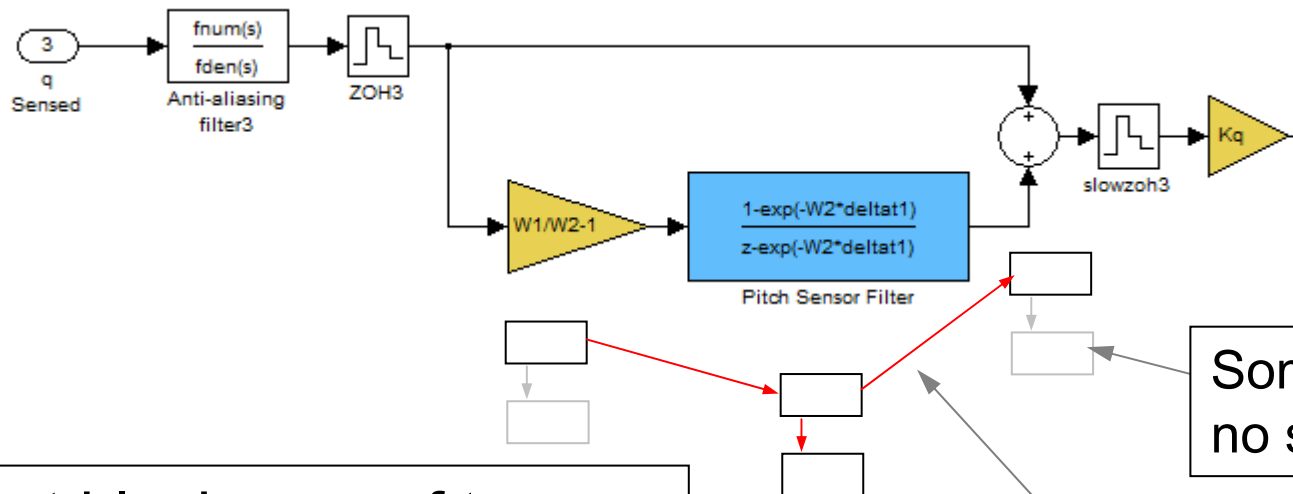 3
q
Sensed
fnum(s)
fden(s)
Anti-aliasing
filter3
ZOH3
+
+
slowzoh3
Kq
W1/W2-1
1-exp(-W2*deltat1)
z-exp(-W2*deltat1)
Pitch Sensor Filter
no s